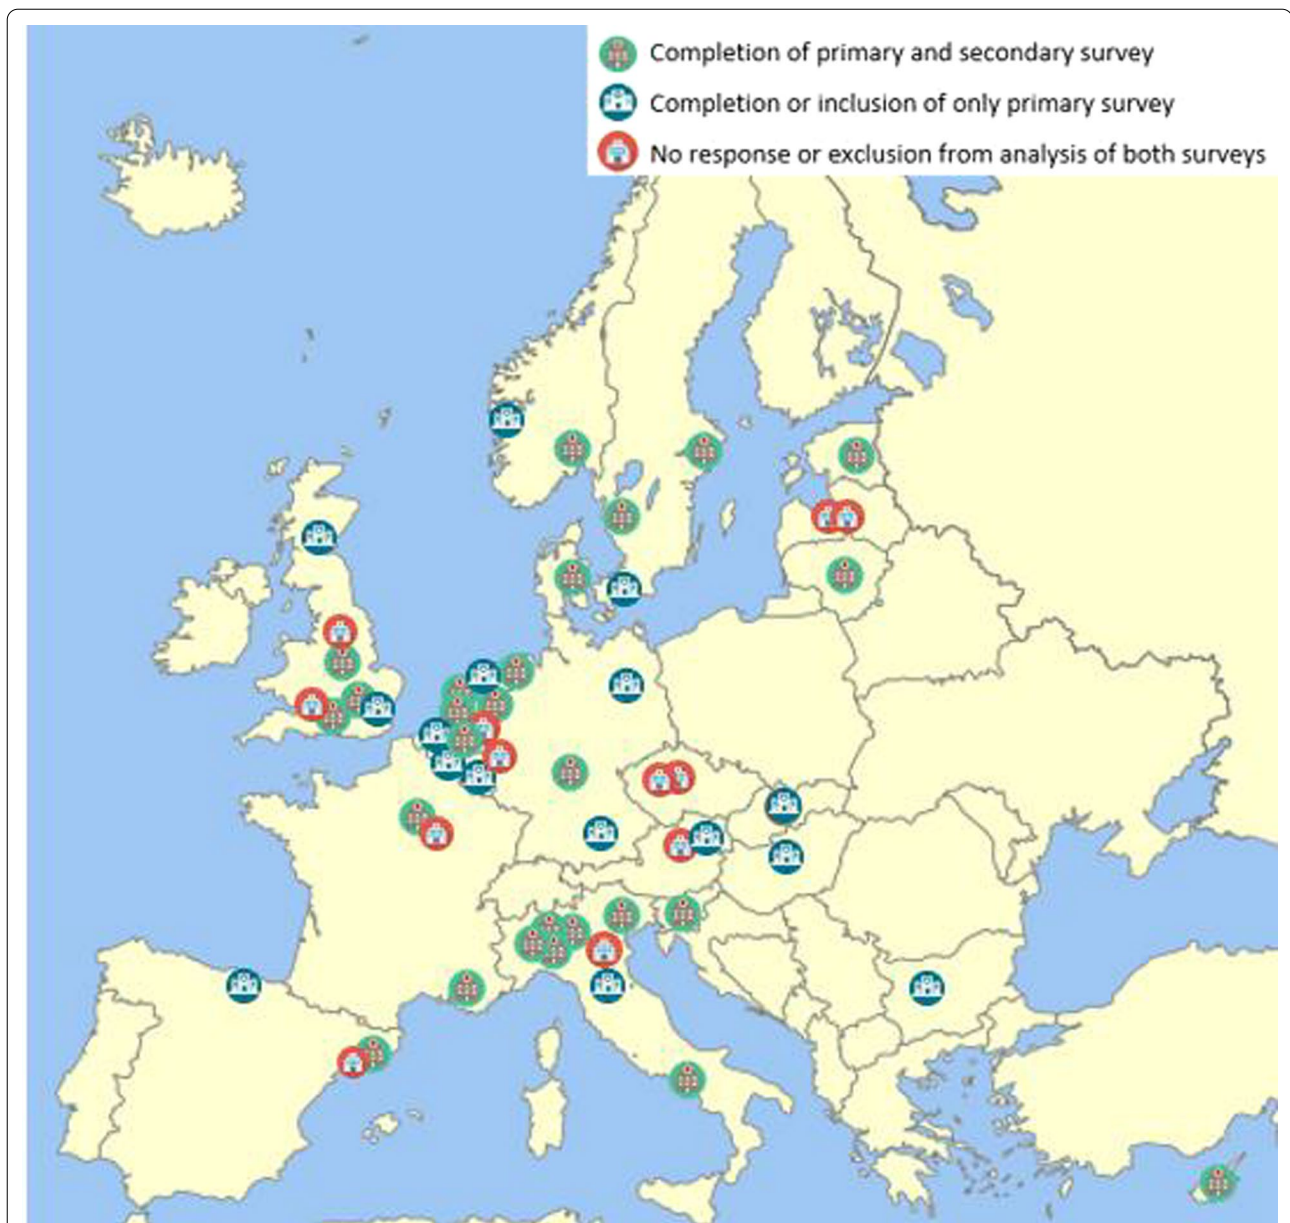 Completion of primary and secondary survey
Completion or inclusion of only primary survey
No response or exclusion from analysis of both surveys